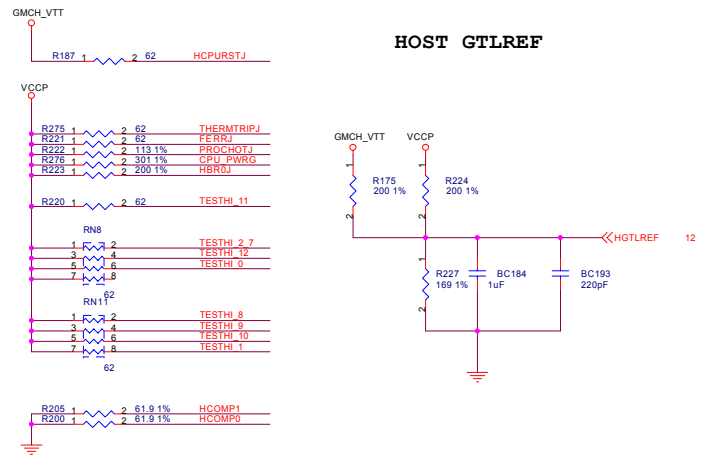 GMCH_VTT
HOST GTLREF
R187 1 2 62 HCPURSTJ
VCCP
R275 1 2 62 THERMTRIPJ
R221 1 2 62 FERRJ
R222 1 2 113 1% PROCHOTJ
R276 1 2 301 1% CPU_PWRG
R223 1 2 200 1% HBR0J
R220 1 2 62 TESTHI_11
RN8
1 2 TESTHI_2_7
3 4 TESTHI_12
5 6 TESTHI_0
7 8
62
RN11
1 2 TESTHI_8
3 4 TESTHI_9
5 6 TESTHI_10
7 8 TESTHI_1
62
R205 1 2 61.9 1% HCOMP1
R200 1 2 61.9 1% HCOMP0
GMCH_VTT VCCP
1 1
R175 R224
200 1% 200 1%
2 2
HGTLREF 12
1
R227 BC184 BC193
169 1% 1uF 220pF
2